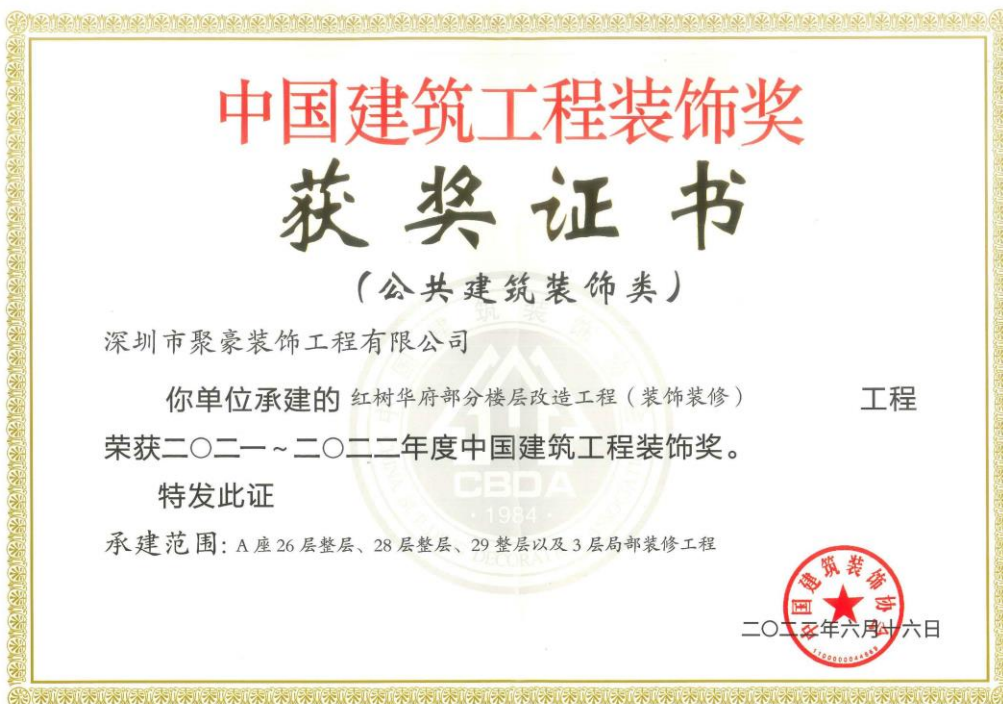 中国建筑工程装饰奖
获奖证书
(公共建筑装饰类)
深圳市聚豪装饰工程有限公司
你单位承建的 红树华府部分楼层改造工程(装饰装修) 工程
荣获二〇二一~二〇二二年度中国建筑工程装饰奖。
特发此证
CBDA
·1984·
承建范围: A座26层整层、28层整层、29整层以及3层局部装修工程
中国建筑装饰协会
二〇二三年六月十六日